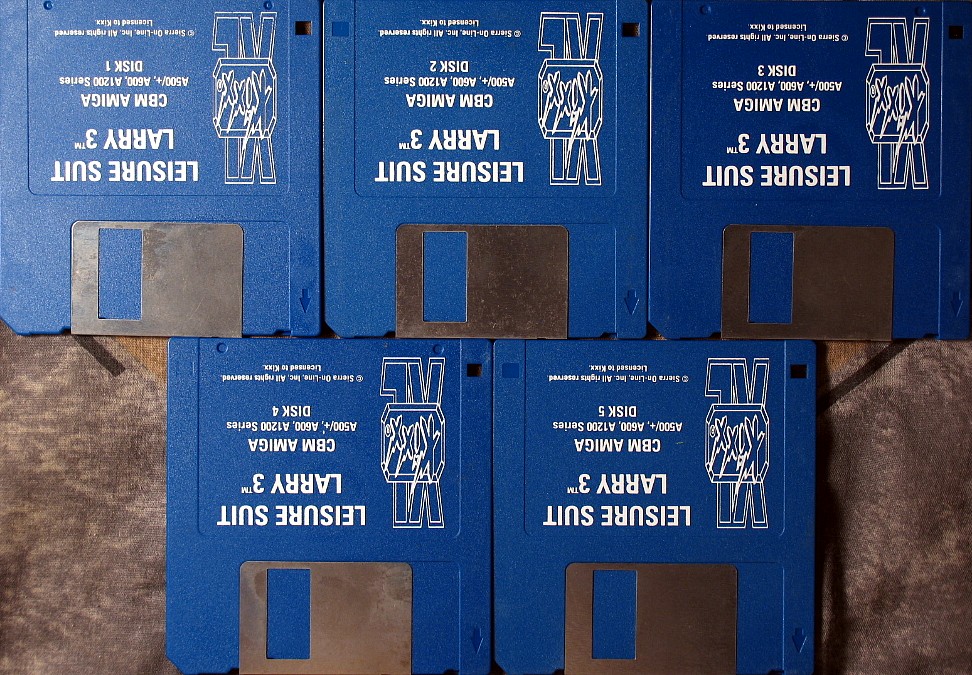 LEISURE SUIT
LARRY 3™
CBM AMIGA
A500/+, A600, A1200 Series
DISK 1
© Sierra On-Line, Inc. All rights reserved
Licensed to Kixx.
LEISURE SUIT
LARRY 3™
CBM AMIGA
A500/+, A600, A1200 Series
DISK 2
© Sierra On-Line, Inc. All rights reserved.
Licensed to Kixx.
LEISURE SUIT
LARRY 3™
CBM AMIGA
A500/+, A600, A1200 Series
DISK 3
© Sierra On-Line, Inc. All rights reserved.
Licensed to Kixx.
LEISURE SUIT
LARRY 3™
CBM AMIGA
A500/+, A600, A1200 Series
DISK 4
© Sierra On-Line, Inc. All rights reserved.
Licensed to Kixx.
LEISURE SUIT
LARRY 3™
CBM AMIGA
A500/+, A600, A1200 Series
DISK 5
© Sierra On-Line, Inc. All rights reserved.
Licensed to Kixx.